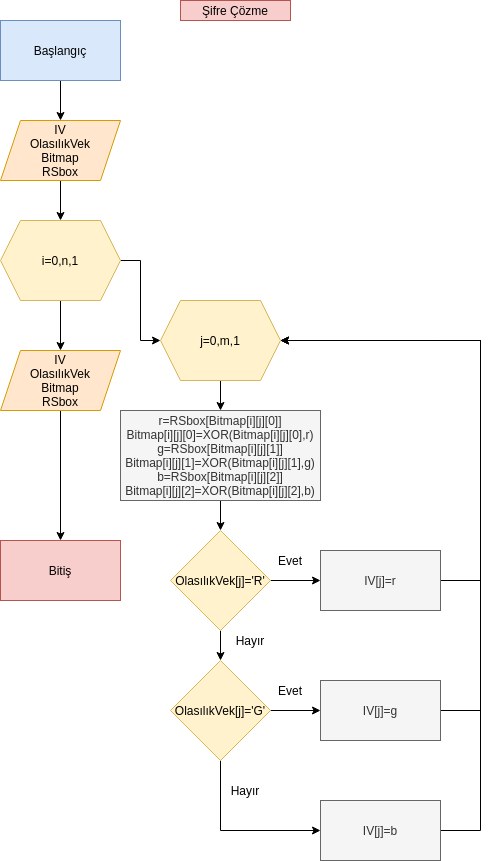 Şifre Çözme
Başlangıç
IV
OlasılıkVek
Bitmap
RSbox
i=0,n,1
j=0,m,1
IV
OlasılıkVek
Bitmap
RSbox
r=RSbox[Bitmap[i][j][0]]
Bitmap[i][j][0]=XOR(Bitmap[i][j][0],r)
g=RSbox[Bitmap[i][j][1]]
Bitmap[i][j][1]=XOR(Bitmap[i][j][1],g)
b=RSbox[Bitmap[i][j][2]]
Bitmap[i][j][2]=XOR(Bitmap[i][j][2],b)
Bitiş
OlasılıkVek[j]='R'
Evet
IV[j]=r
Hayır
OlasılıkVek[j]='G'
Evet
IV[j]=g
Hayır
IV[j]=b